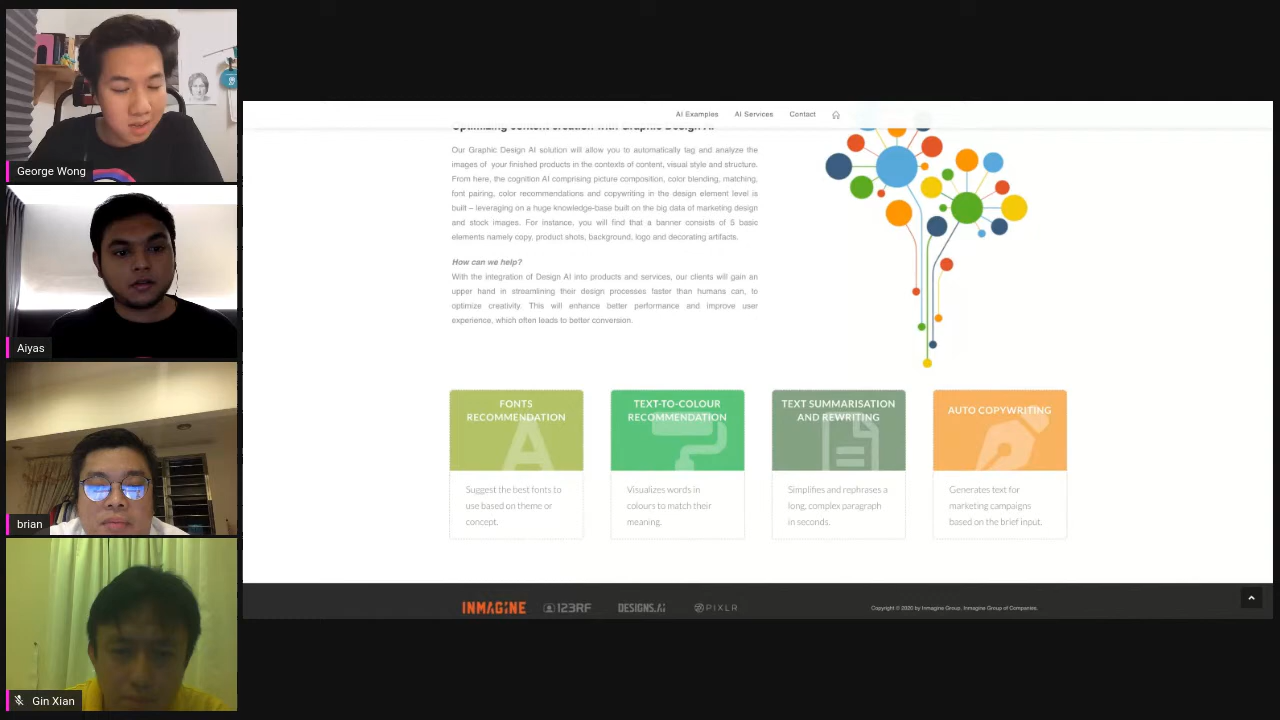 George Wong
Aiyas
brian
Gin Xian
AI Examples AI Services Contact
Optimizing content creation with Graphic Design AI
Our Graphic Design AI solution will allow you to automatically tag and analyze the
images of your finished products in the contexts of content, visual style and structure.
From here, the cognition AI comprising picture composition, color blending, matching,
font pairing, color recommendations and copywriting in the design element level is
built – leveraging on a huge knowledge-base built on the big data of marketing design
and stock images. For instance, you will find that a banner consists of 5 basic
elements namely copy, product shots, background, logo and decorating artifacts.
How can we help?
With the integration of Design AI into products and services, our clients will gain an
upper hand in streamlining their design processes faster than humans can, to
optimize creativity. This will enhance better performance and improve user
experience, which often leads to better conversion.
FONTS
RECOMMENDATION
Suggest the best fonts to
use based on theme or
concept.
TEXT-TO-COLOUR
RECOMMENDATION
Visualizes words in
colours to match their
meaning.
TEXT SUMMARISATION
AND REWRITING
Simplifies and rephrases a
long, complex paragraph
in seconds.
AUTO COPYWRITING
Generates text for
marketing campaigns
based on the brief input.
INMAGINE 123RF DESIGNS.AI PIXLR Copyright © 2020 by Inmagine Group, Inmagine Group of Companies.